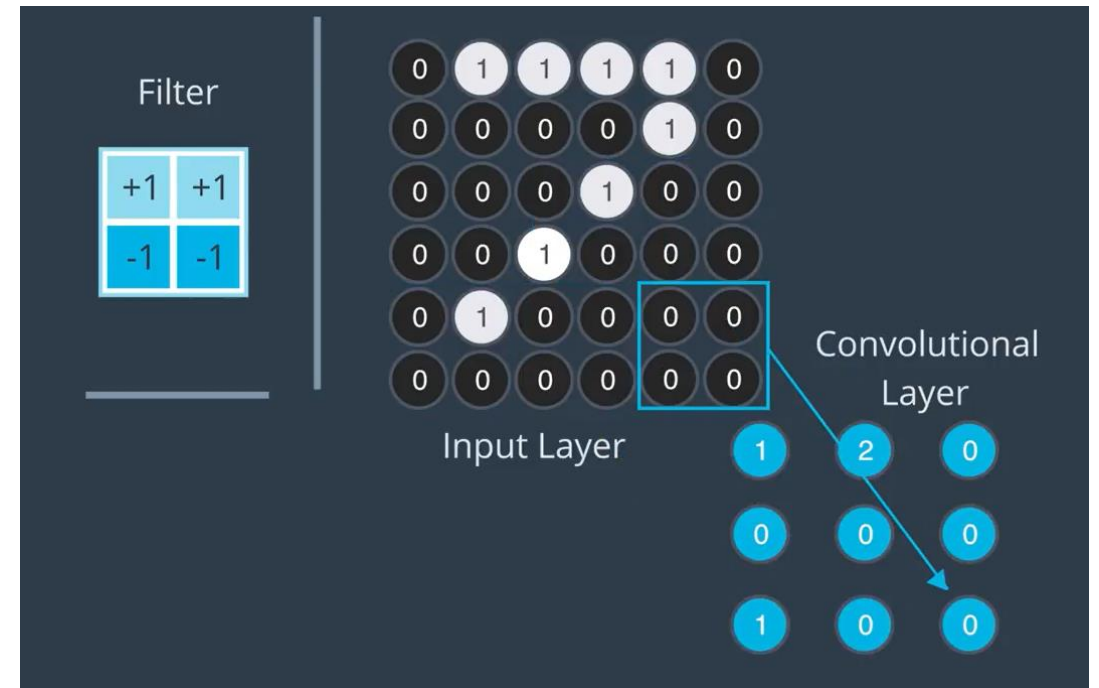 Filter
+1 +1
-1 -1
0 1 1 1 1 0
0 0 0 0 1 0
0 0 0 1 0 0
0 0 1 0 0 0
0 1 0 0 0 0
0 0 0 0 0 0
Input Layer
Convolutional
Layer
1 2 0
0 0 0
1 0 0